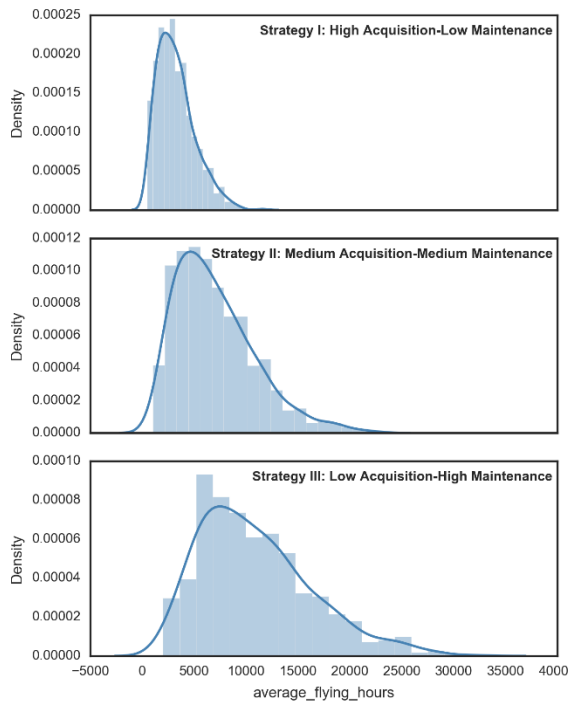 0.00025
Strategy I: High Acquisition-Low Maintenance
0.00020
0.00015
Density
0.00010
0.00005
0.00000
0.00012
Strategy II: Medium Acquisition-Medium Maintenance
0.00010
0.00008
Density
0.00006
0.00004
0.00002
0.00000
0.00010
Strategy III: Low Acquisition-High Maintenance
0.00008
0.00006
Density
0.00004
0.00002
0.00000
−5000 0 5000 10000 15000 20000 25000 30000 35000 4000
average_flying_hours